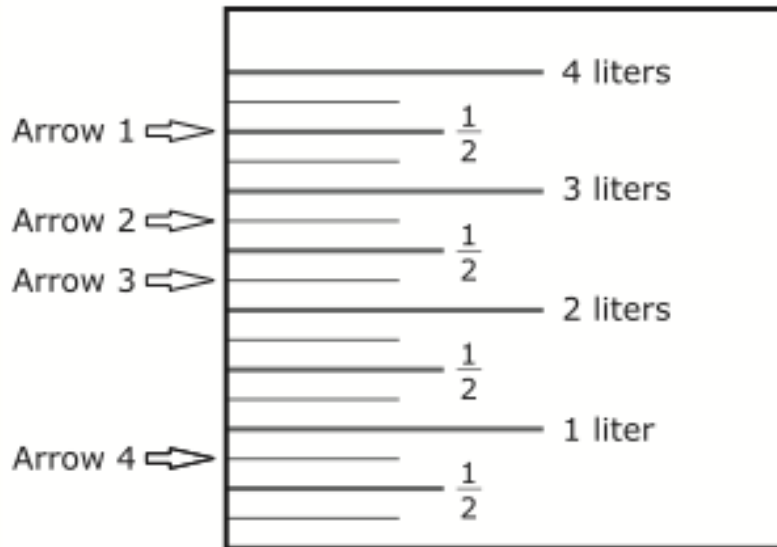 4 liters
Arrow 1
1/2
3 liters
Arrow 2
1/2
Arrow 3
2 liters
1/2
1 liter
Arrow 4
1/2